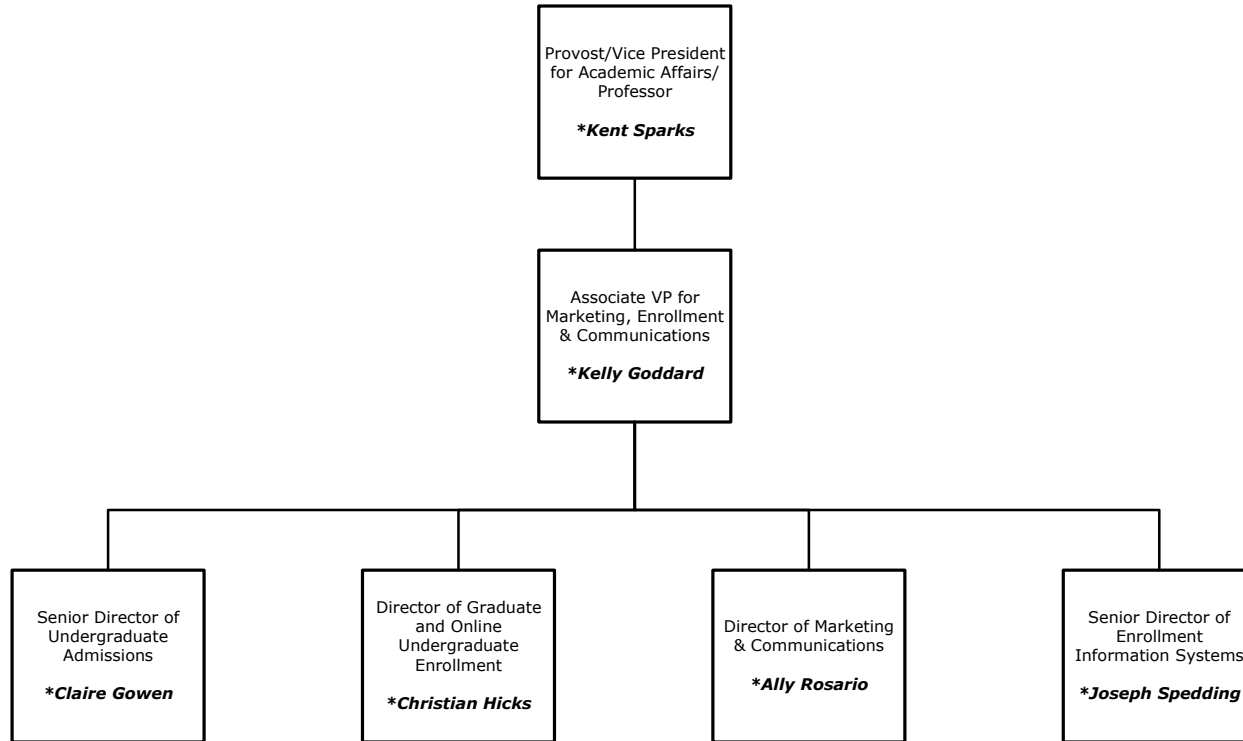 Provost/Vice President
for Academic Affairs/
Professor
*Kent Sparks
Associate VP for
Marketing, Enrollment
& Communications
*Kelly Goddard
Senior Director of
Undergraduate
Admissions
*Claire Gowen
Director of Graduate
and Online
Undergraduate
Enrollment
*Christian Hicks
Director of Marketing
& Communications
*Ally Rosario
Senior Director of
Enrollment
Information Systems
*Joseph Spedding